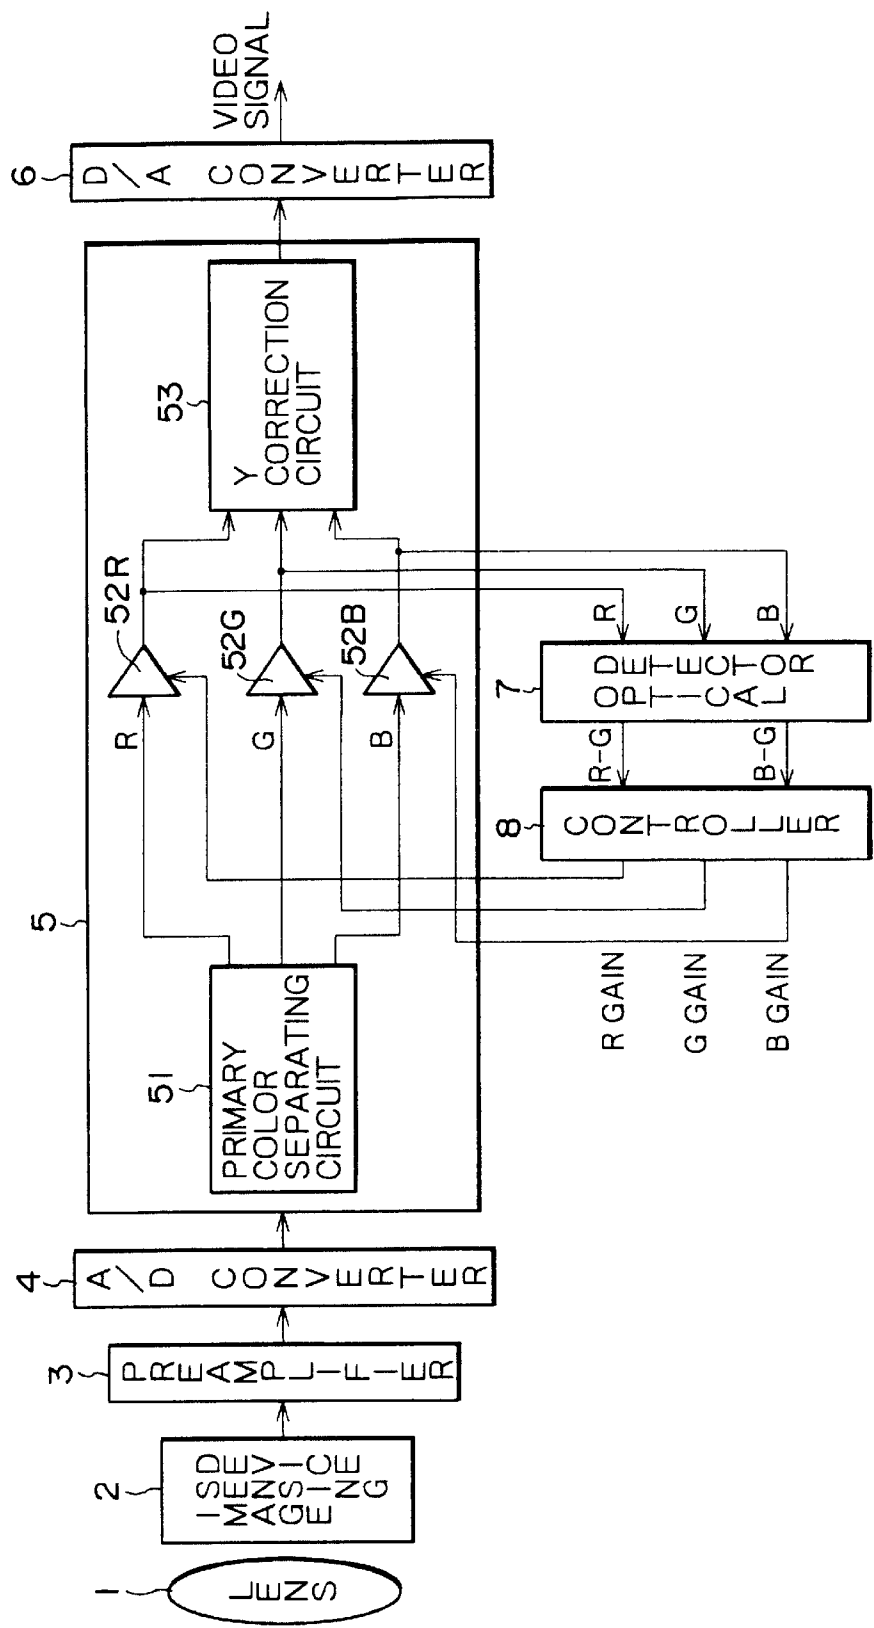 1
LENS
2
IMAGE
SENSING
DEVICE
3
PREAMPLIFIER
4
A/D CONVERTER
5
51
PRIMARY
COLOR
SEPARATING
CIRCUIT
R
G
B
52R
52G
52B
53
Y
CORRECTION
CIRCUIT
6
D/A CONVERTER
VIDEO
SIGNAL
R GAIN
G GAIN
B GAIN
8
CONTROLLER
R-G
B-G
7
OPTICAL
DETECTOR
R
G
B